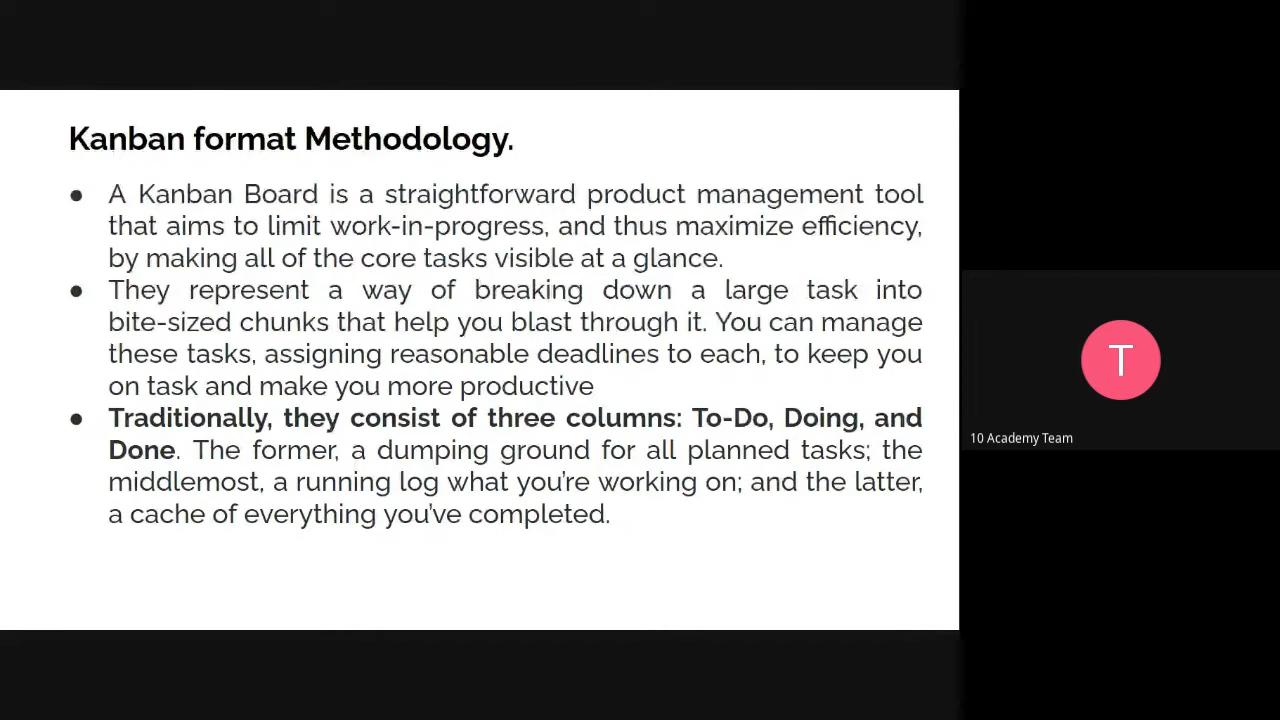 Kanban format Methodology.
● A Kanban Board is a straightforward product management tool
that aims to limit work-in-progress, and thus maximize efficiency,
by making all of the core tasks visible at a glance.
● They represent a way of breaking down a large task into
bite-sized chunks that help you blast through it. You can manage
these tasks, assigning reasonable deadlines to each, to keep you
on task and make you more productive
● Traditionally, they consist of three columns: To-Do, Doing, and
Done. The former, a dumping ground for all planned tasks; the
middlemost, a running log what you’re working on; and the latter,
a cache of everything you’ve completed.
T
10 Academy Team